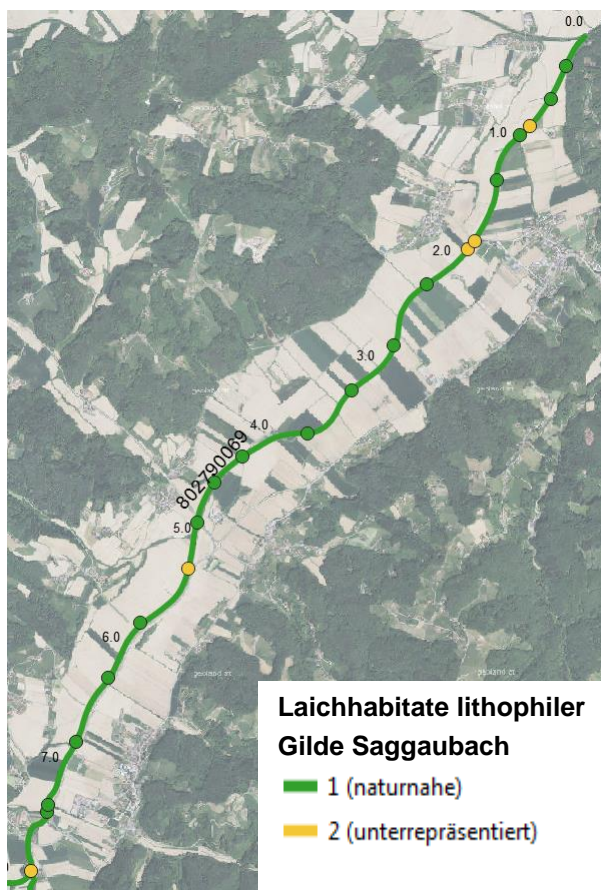 0.0
1.0
2.0
3.0
4.0
802790069
5.0
6.0
7.0
Laichhabitate lithophiler
Gilde Saggaubach
1 (naturnahe)
2 (unterrepräsentiert)